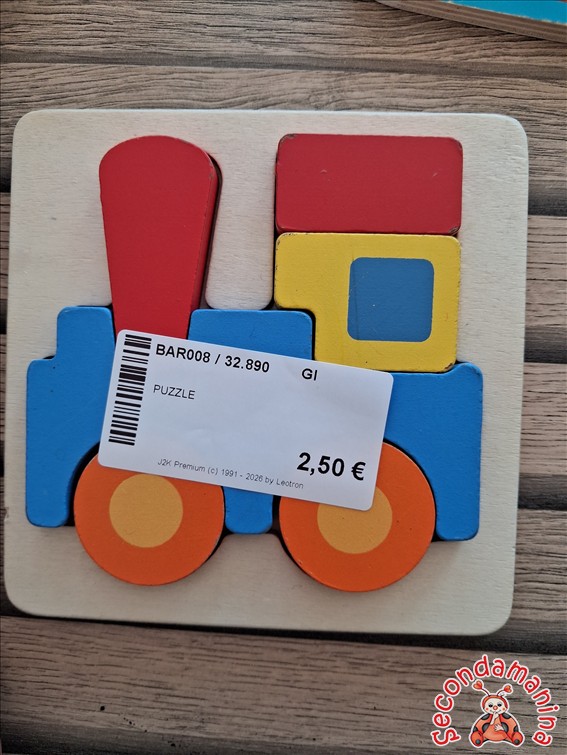 BAR008 / 32.890 GI
PUZZLE
2,50 €
J2K Premium (c) 1991 - 2026 by Leotron
Secondamanina